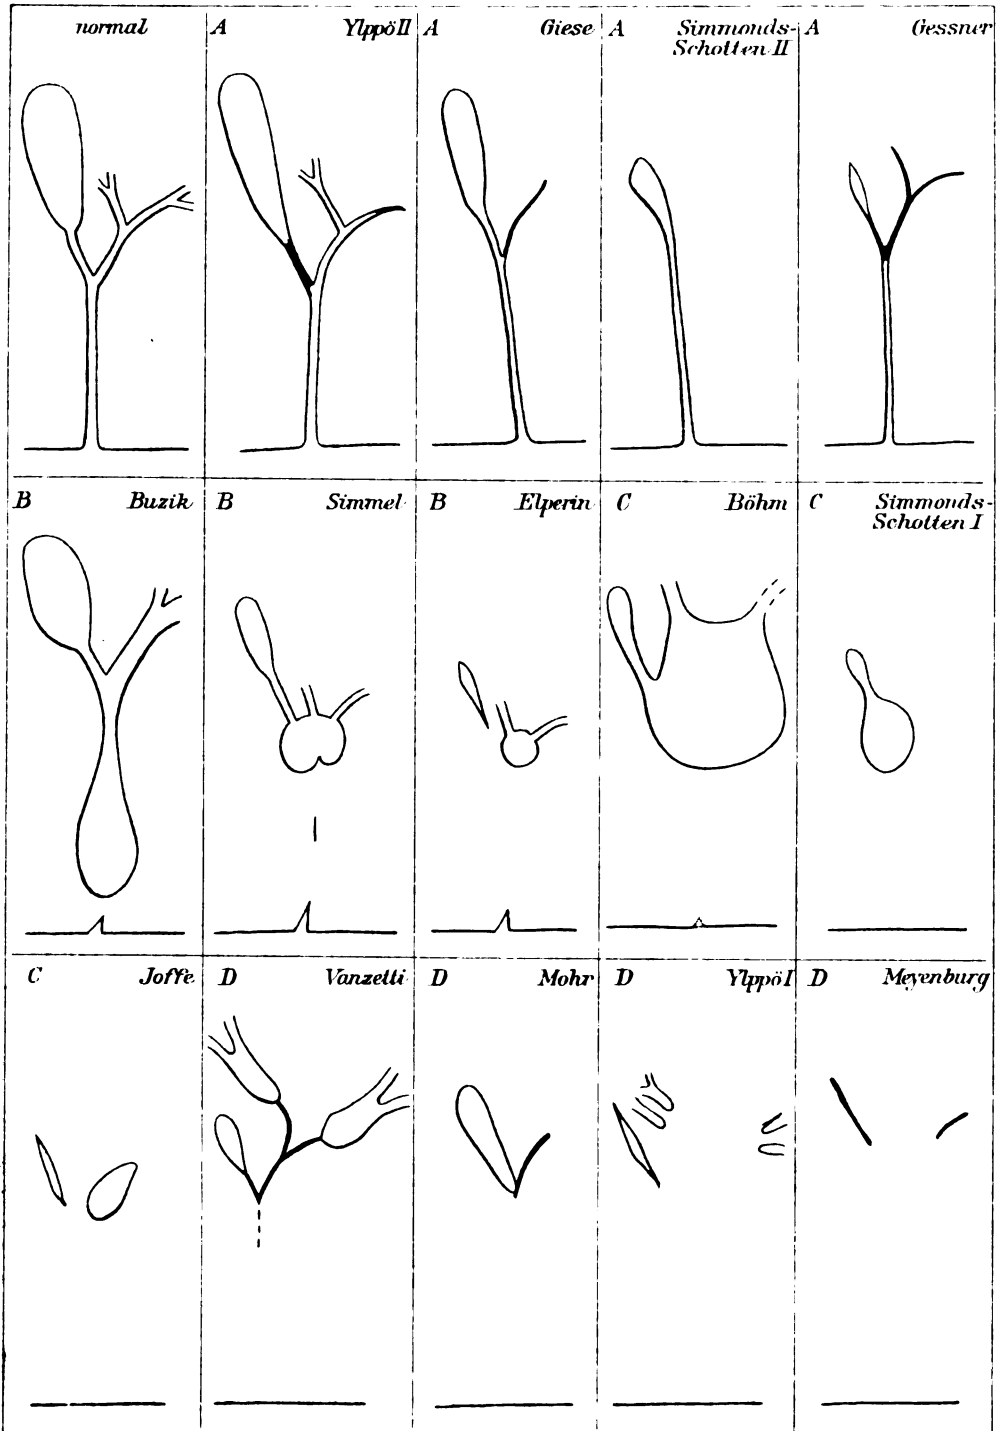 normal
A Ylppö II
A Giese
A Simmonds-
Schotten II
A Gessner
B Buzik
B Simmel
B Elperin
C Böhm
C Simmonds-
Schotten I
C Joffe
D Vanzetti
D Mohr
D Ylppö I
D Meyenburg